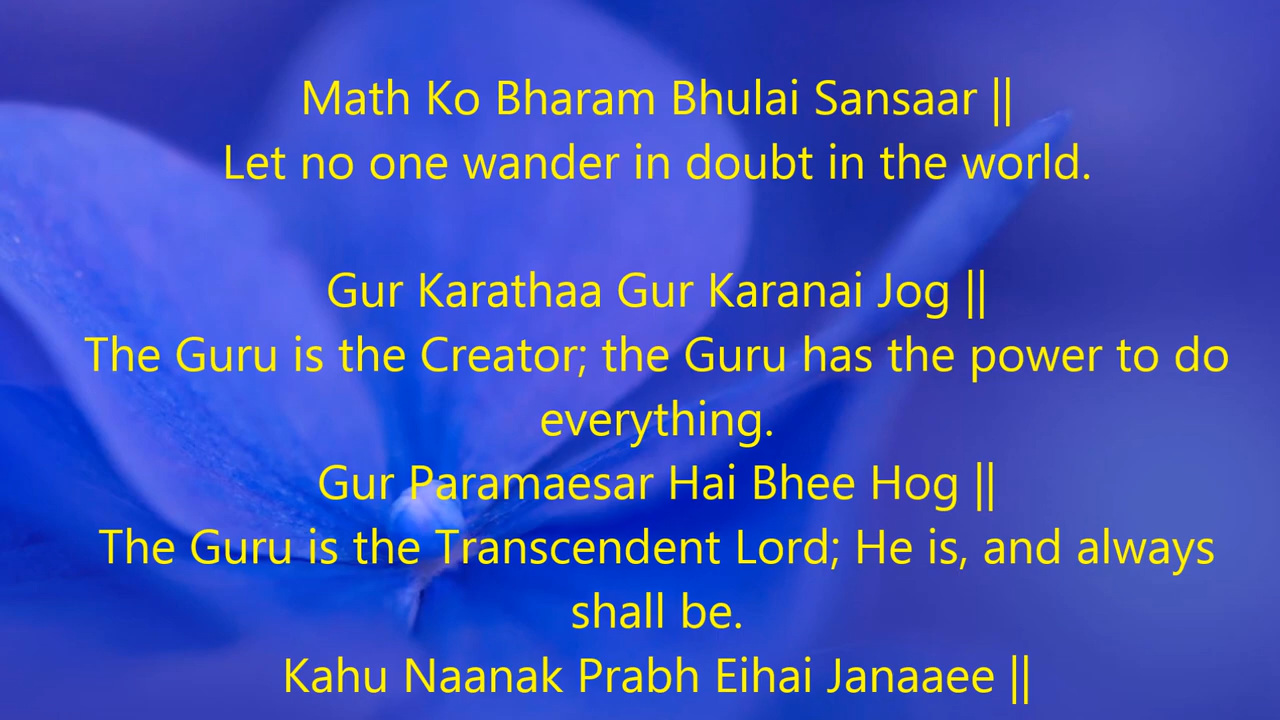 Math Ko Bharam Bhulai Sansaar ||
Let no one wander in doubt in the world.
Gur Karathaa Gur Karanai Jog ||
The Guru is the Creator; the Guru has the power to do
everything.
Gur Paramaesar Hai Bhee Hog ||
The Guru is the Transcendent Lord; He is, and always
shall be.
Kahu Naanak Prabh Eihai Janaaee ||